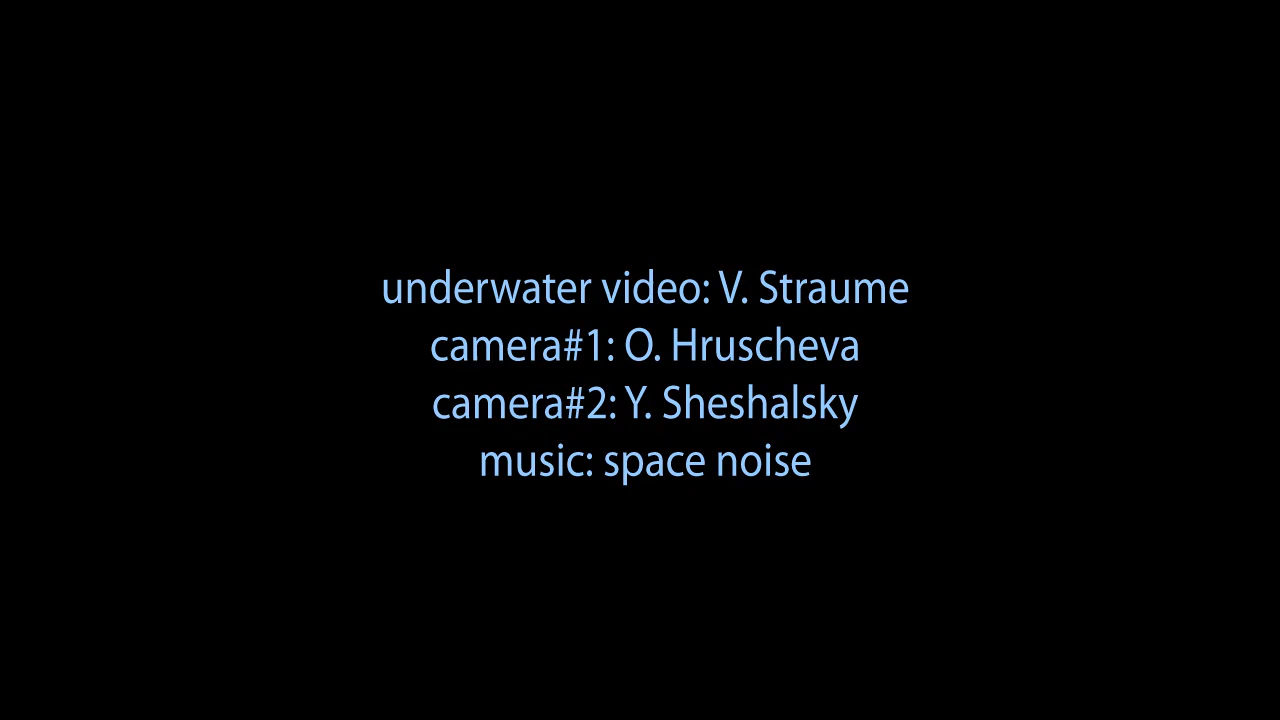 underwater video: V. Straume
camera#1: O. Hruscheva
camera#2: Y. Sheshalsky
music: space noise